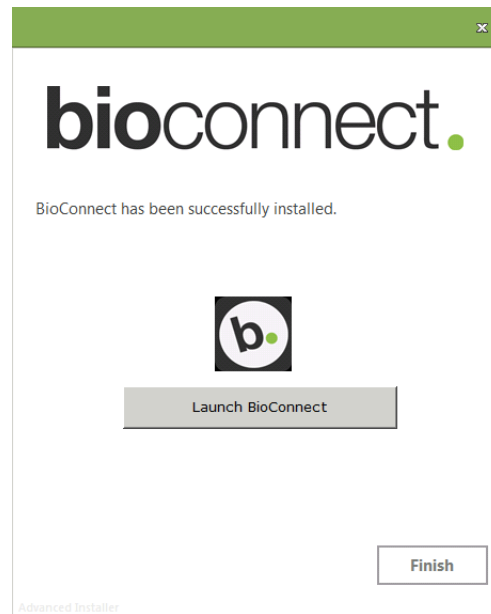 bioconnect.
BioConnect has been successfully installed.
b.
Launch BioConnect
Finish
Advanced Installer